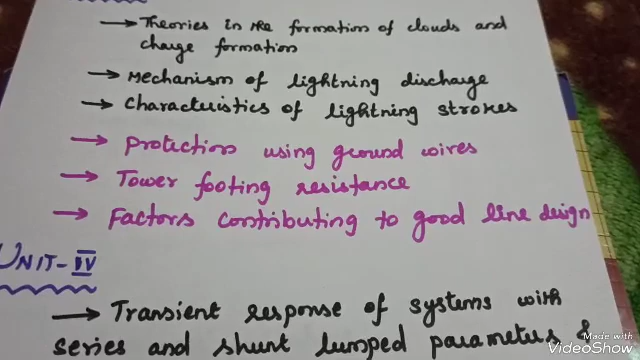 → Theories in the formation of clouds and
charge formation
→ Mechanism of lightning discharge
→ Characteristics of lightning strokes
→ Protection using ground wires
→ Tower footing resistance
→ Factors contributing to good line design
UNIT-IV
→ Transient response of systems with
series and shunt lumped parameters &
Made with
VideoShow